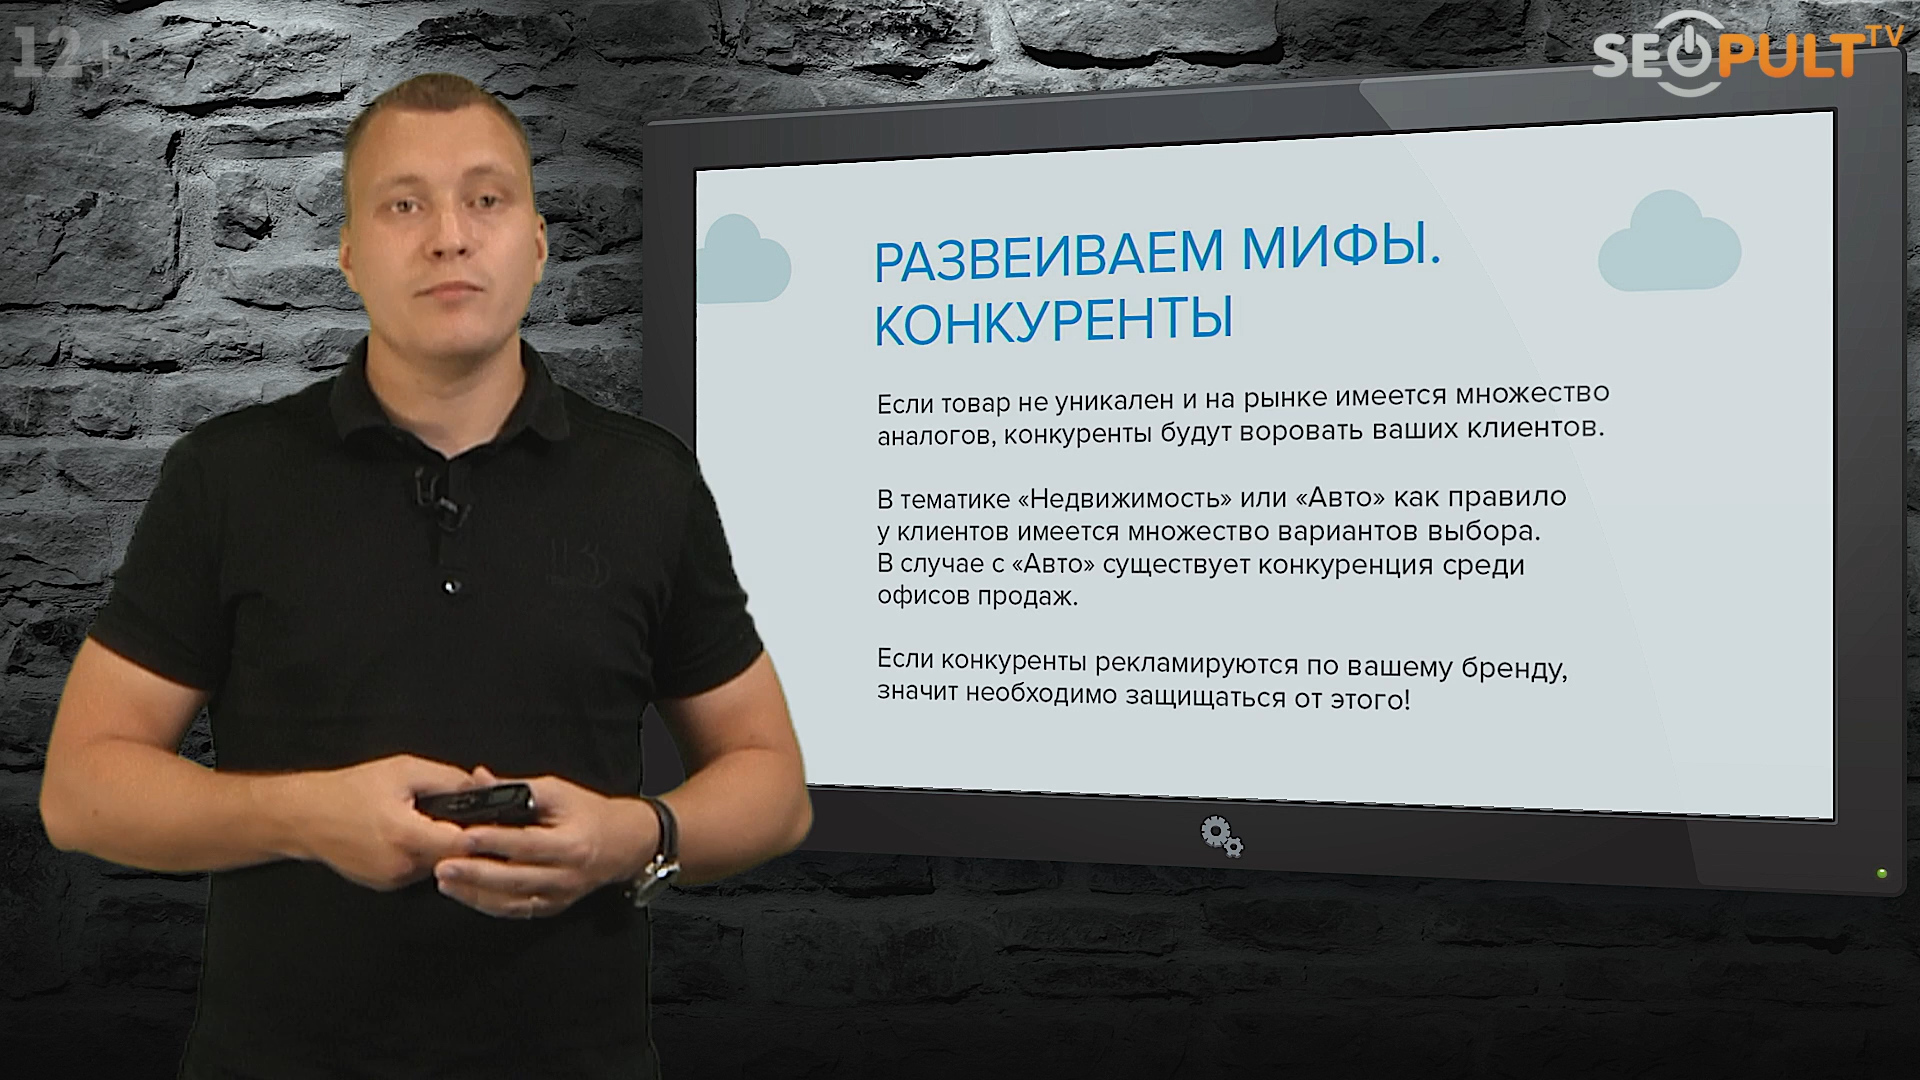 12+
SEOPULT TV
РАЗВЕИВАЕМ МИФЫ.
КОНКУРЕНТЫ
Если товар не уникален и на рынке имеется множество
аналогов, конкуренты будут воровать ваших клиентов.
В тематике «Недвижимость» или «Авто» как правило
у клиентов имеется множество вариантов выбора.
В случае с «Авто» существует конкуренция среди
офисов продаж.
Если конкуренты рекламируются по вашему бренду,
значит необходимо защищаться от этого!